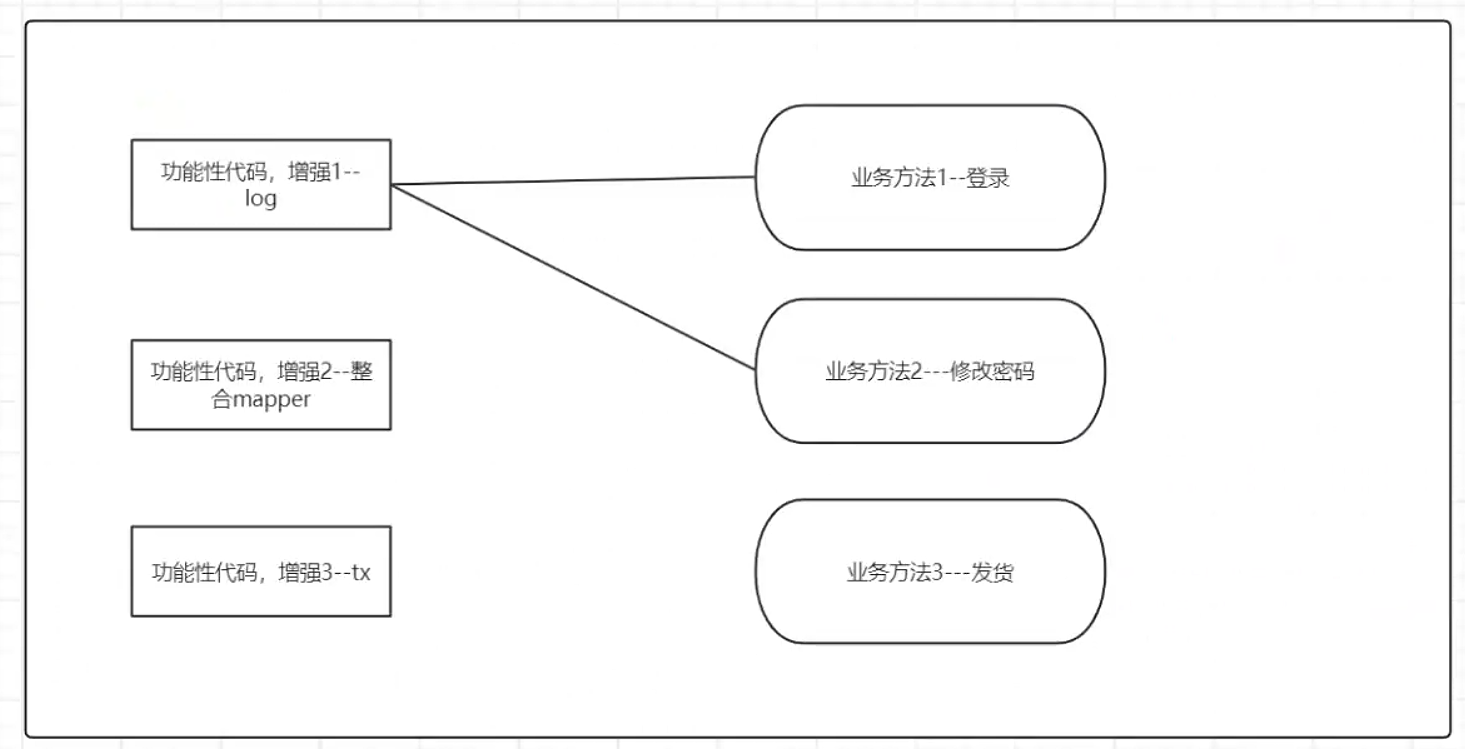 功能性代码，增强1--
log
业务方法1--登录
功能性代码，增强2--整
合mapper
业务方法2---修改密码
功能性代码，增强3--tx
业务方法3---发货